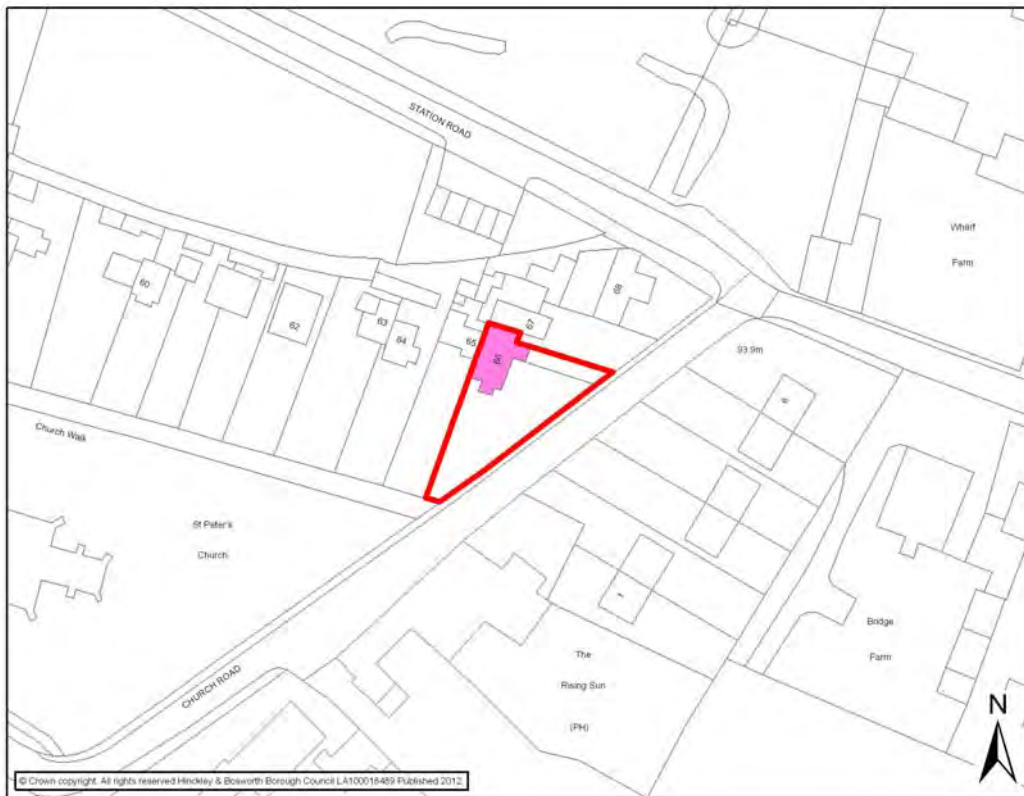 STATION ROAD
Wharf
Farm
60
62
63
64
65
66
67
68
93.9m
6
Church Walk
St Peter's
Church
1
The
Rising Sun
(PH)
Bridge
Farm
CHURCH ROAD
N
© Crown copyright. All rights reserved Hinckley & Bosworth Borough Council LA100018489 Published 2012